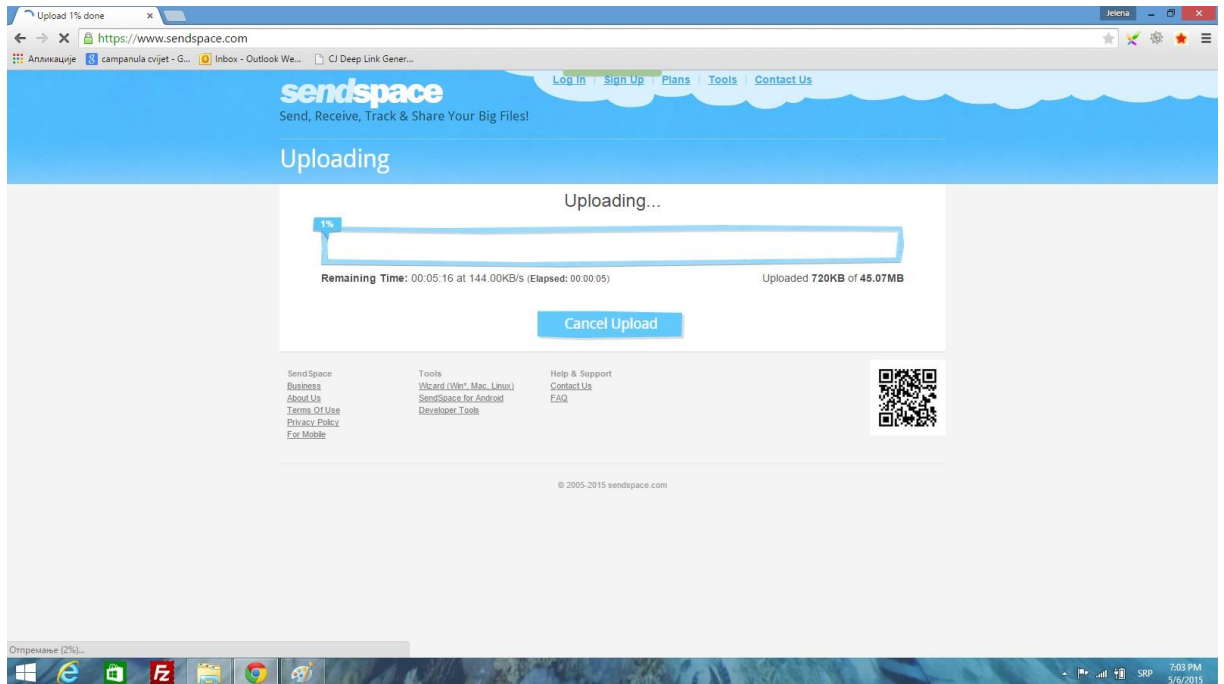 Upload 1% done
Jelena
https://www.sendspace.com
Апликације campanula cvijet - G... Inbox - Outlook We... CJ Deep Link Gener...
Log In Sign Up Plans Tools Contact Us
sendspace
Send, Receive, Track & Share Your Big Files!
Uploading
Uploading...
1%
Remaining Time: 00:05:16 at 144.00KB/s (Elapsed: 00:00:05) Uploaded 720KB of 45.07MB
Cancel Upload
SendSpace
Business
About Us
Terms Of Use
Privacy Policy
For Mobile
Tools
Wizard (Win*, Mac, Linux)
SendSpace for Android
Developer Tools
Help & Support
Contact Us
FAQ
© 2005-2015 sendspace.com
Отпремање (2%)...
SRP
7:03 PM
5/6/2015